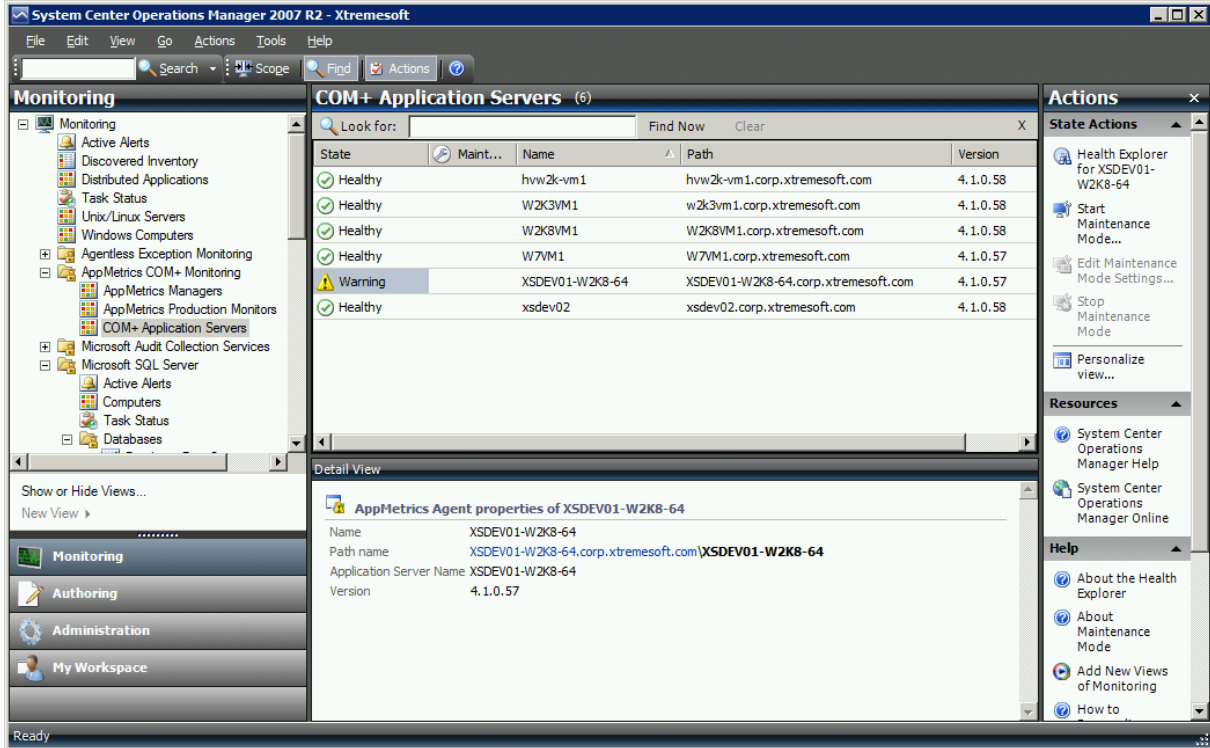 System Center Operations Manager 2007 R2 - Xtremesoft
File Edit View Go Actions Tools Help
Search Scope Find Actions
Monitoring
Monitoring
Active Alerts
Discovered Inventory
Distributed Applications
Task Status
Unix/Linux Servers
Windows Computers
Agentless Exception Monitoring
AppMetrics COM+ Monitoring
AppMetrics Managers
AppMetrics Production Monitors
COM+ Application Servers
Microsoft Audit Collection Services
Microsoft SQL Server
Active Alerts
Computers
Task Status
Databases
Show or Hide Views...
New View
Monitoring
Authoring
Administration
My Workspace
COM+ Application Servers (6)
Look for: Find Now Clear X
State Maint... Name Path Version
Healthy hvw2k-vm1 hvw2k-vm1.corp.xtremesoft.com 4.1.0.58
Healthy W2K3VM1 w2k3vm1.corp.xtremesoft.com 4.1.0.58
Healthy W2K8VM1 W2K8VM1.corp.xtremesoft.com 4.1.0.58
Healthy W7VM1 W7VM1.corp.xtremesoft.com 4.1.0.57
Warning XSDEV01-W2K8-64 XSDEV01-W2K8-64.corp.xtremesoft.com 4.1.0.57
Healthy xsdev02 xsdev02.corp.xtremesoft.com 4.1.0.58
Detail View
AppMetrics Agent properties of XSDEV01-W2K8-64
Name XSDEV01-W2K8-64
Path name XSDEV01-W2K8-64.corp.xtremesoft.com\XSDEV01-W2K8-64
Application Server Name XSDEV01-W2K8-64
Version 4.1.0.57
Actions x
State Actions
Health Explorer
for XSDEV01-
W2K8-64
Start
Maintenance
Mode...
Edit Maintenance
Mode Settings...
Stop
Maintenance
Mode
Personalize
view...
Resources
System Center
Operations
Manager Help
System Center
Operations
Manager Online
Help
About the Health
Explorer
About
Maintenance
Mode
Add New Views
of Monitoring
How to
Ready